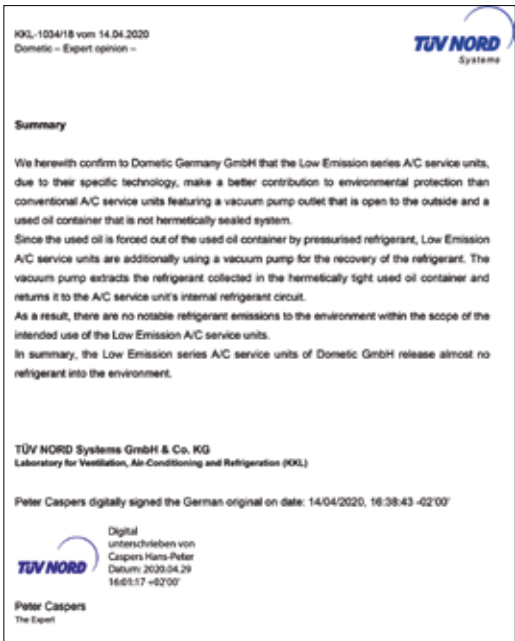 KKL-1034/18 vom 14.04.2020
Dometic – Expert opinion –
TÜV NORD
Systems
Summary
We herewith confirm to Dometic Germany GmbH that the Low Emission series A/C service units,
due to their specific technology, make a better contribution to environmental protection than
conventional A/C service units featuring a vacuum pump outlet that is open to the outside and a
used oil container that is not hermetically sealed system.
Since the used oil is forced out of the used oil container by pressurised refrigerant, Low Emission
A/C service units are additionally using a vacuum pump for the recovery of the refrigerant. The
vacuum pump extracts the refrigerant collected in the hermetically tight used oil container and
returns it to the A/C service unit's internal refrigerant circuit.
As a result, there are no notable refrigerant emissions to the environment within the scope of the
intended use of the Low Emission A/C service units.
In summary, the Low Emission series A/C service units of Dometic GmbH release almost no
refrigerant into the environment.
TÜV NORD Systems GmbH & Co. KG
Laboratory for Ventilation, Air-Conditioning and Refrigeration (KKL)
Peter Caspers digitally signed the German original on date: 14/04/2020, 16:38:43 -02'00'
TÜV NORD
Digital
unterschrieben von
Caspers Hans-Peter
Datum: 2020.04.29
16:01:17 +02'00'
Peter Caspers
The Expert